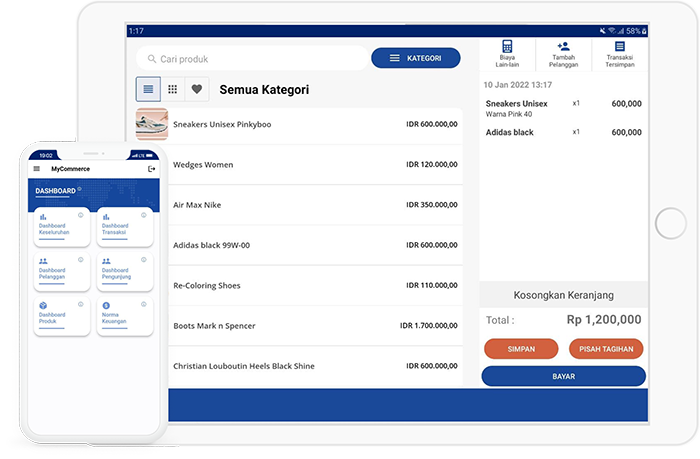 1:17
58%
Cari produk
KATEGORI
Semua Kategori
Sneakers Unisex Pinkyboo
IDR 600.000,00
Wedges Women
IDR 120.000,00
Air Max Nike
IDR 350.000,00
Adidas black 99W-00
IDR 600.000,00
Re-Coloring Shoes
IDR 110.000,00
Boots Mark n Spencer
IDR 1.700.000,00
Christian Louboutin Heels Black Shine
IDR 600.000,00
Biaya
Lain-lain
Tambah
Pelanggan
Transaksi
Tersimpan
10 Jan 2022 13:17
Sneakers Unisex x1 600,000
Warna Pink 40
Adidas black x1 600,000
Kosongkan Keranjang
Total : Rp 1,200,000
SIMPAN
PISAH TAGIHAN
BAYAR
19:02
LTE
MyCommerce
DASHBOARD
Dashboard
Keseluruhan
Dashboard
Transaksi
Dashboard
Pelanggan
Dashboard
Pengunjung
Dashboard
Produk
Norma
Keuangan